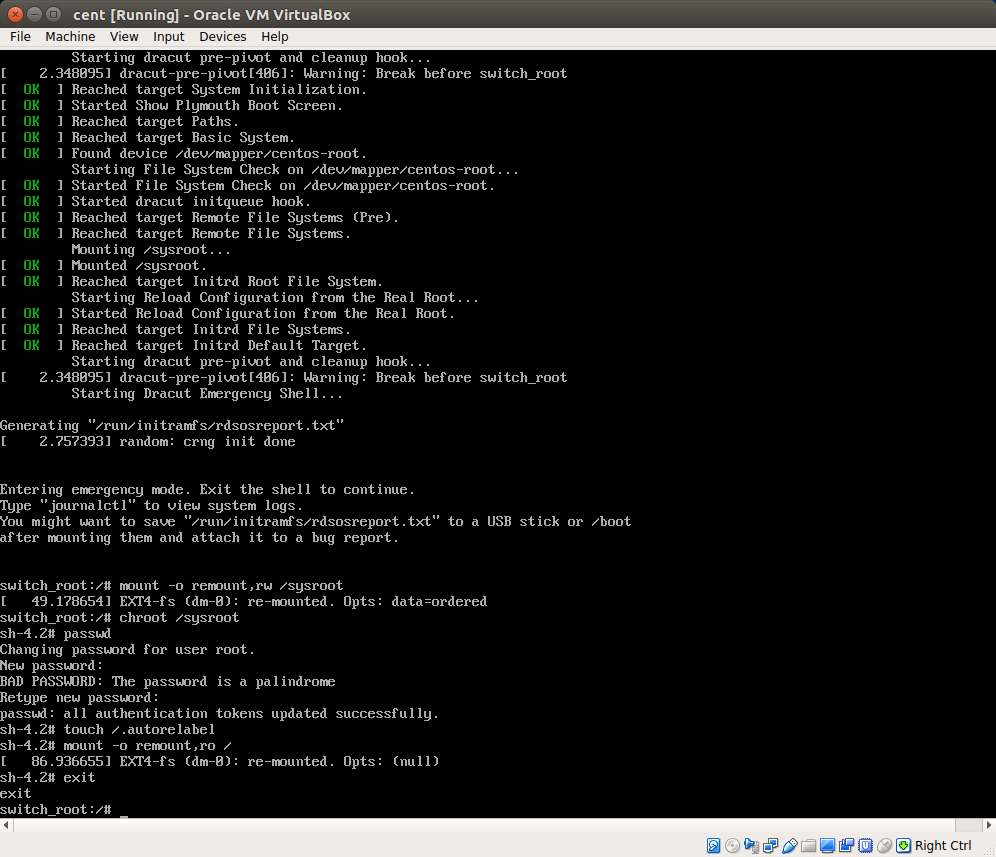 cent [Running] - Oracle VM VirtualBox
File Machine View Input Devices Help
Starting dracut pre-pivot and cleanup hook...
[    2.348095] dracut-pre-pivot[406]: Warning: Break before switch_root
[  OK  ] Reached target System Initialization.
[  OK  ] Started Show Plymouth Boot Screen.
[  OK  ] Reached target Paths.
[  OK  ] Reached target Basic System.
[  OK  ] Found device /dev/mapper/centos-root.
Starting File System Check on /dev/mapper/centos-root...
[  OK  ] Started File System Check on /dev/mapper/centos-root.
[  OK  ] Started dracut initqueue hook.
[  OK  ] Reached target Remote File Systems (Pre).
[  OK  ] Reached target Remote File Systems.
Mounting /sysroot...
[  OK  ] Mounted /sysroot.
[  OK  ] Reached target Initrd Root File System.
Starting Reload Configuration from the Real Root...
[  OK  ] Started Reload Configuration from the Real Root.
[  OK  ] Reached target Initrd File Systems.
[  OK  ] Reached target Initrd Default Target.
Starting dracut pre-pivot and cleanup hook...
[    2.348095] dracut-pre-pivot[406]: Warning: Break before switch_root
Starting Dracut Emergency Shell...
Generating "/run/initramfs/rdsosreport.txt"
[    2.757393] random: crng init done
Entering emergency mode. Exit the shell to continue.
Type "journalctl" to view system logs.
You might want to save "/run/initramfs/rdsosreport.txt" to a USB stick or /boot
after mounting them and attach it to a bug report.
switch_root:/# mount -o remount,rw /sysroot
[   49.178654] EXT4-fs (dm-0): re-mounted. Opts: data=ordered
switch_root:/# chroot /sysroot
sh-4.2# passwd
Changing password for user root.
New password:
BAD PASSWORD: The password is a palindrome
Retype new password:
passwd: all authentication tokens updated successfully.
sh-4.2# touch /.autorelabel
sh-4.2# mount -o remount,ro /
[   86.936655] EXT4-fs (dm-0): re-mounted. Opts: (null)
sh-4.2# exit
exit
switch_root:/# _
Right Ctrl